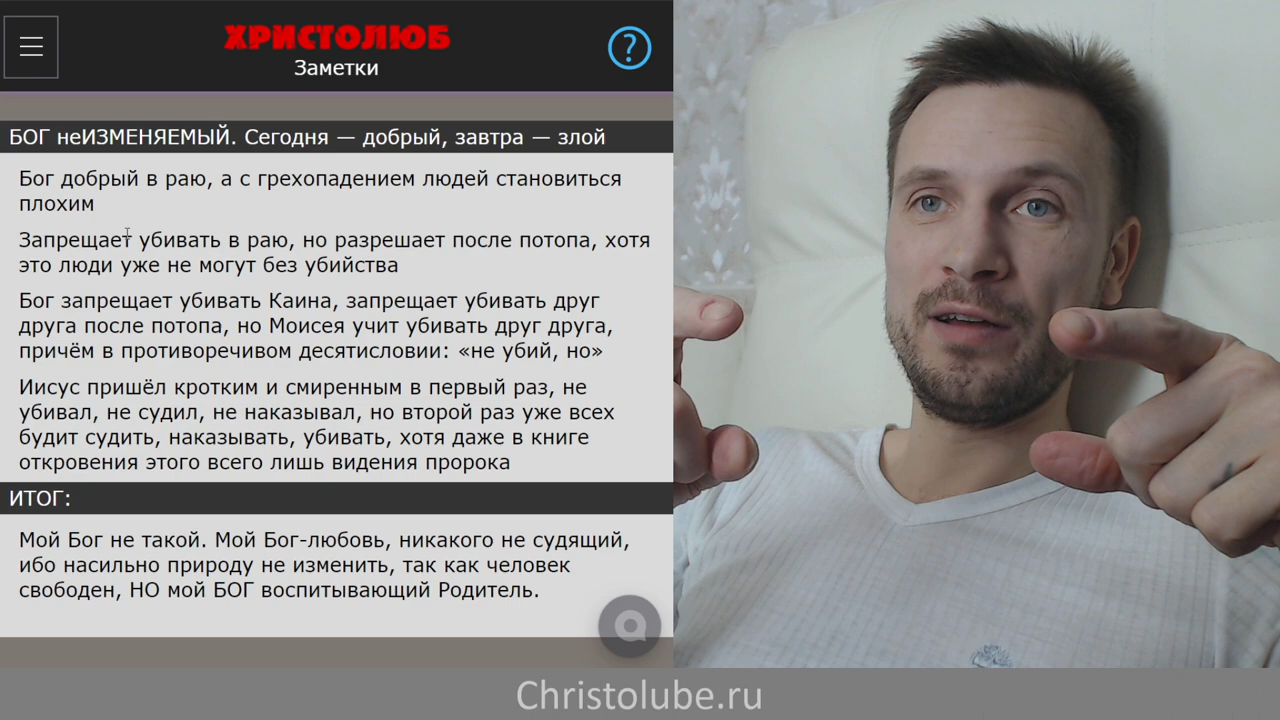 ХРИСТОЛЮБ
Заметки
?
БОГ неИЗМЕНЯЕМЫЙ. Сегодня — добрый, завтра — злой
Бог добрый в раю, а с грехопадением людей становиться
плохим
Запрещает убивать в раю, но разрешает после потопа, хотя
это люди уже не могут без убийства
Бог запрещает убивать Каина, запрещает убивать друг
друга после потопа, но Моисея учит убивать друг друга,
причём в противоречивом десятисловии: «не убий, но»
Иисус пришёл кротким и смиренным в первый раз, не
убивал, не судил, не наказывал, но второй раз уже всех
будит судить, наказывать, убивать, хотя даже в книге
откровения этого всего лишь видения пророка
ИТОГ:
Мой Бог не такой. Мой Бог-любовь, никакого не судящий,
ибо насильно природу не изменить, так как человек
свободен, НО мой БОГ воспитывающий Родитель.
Christolube.ru